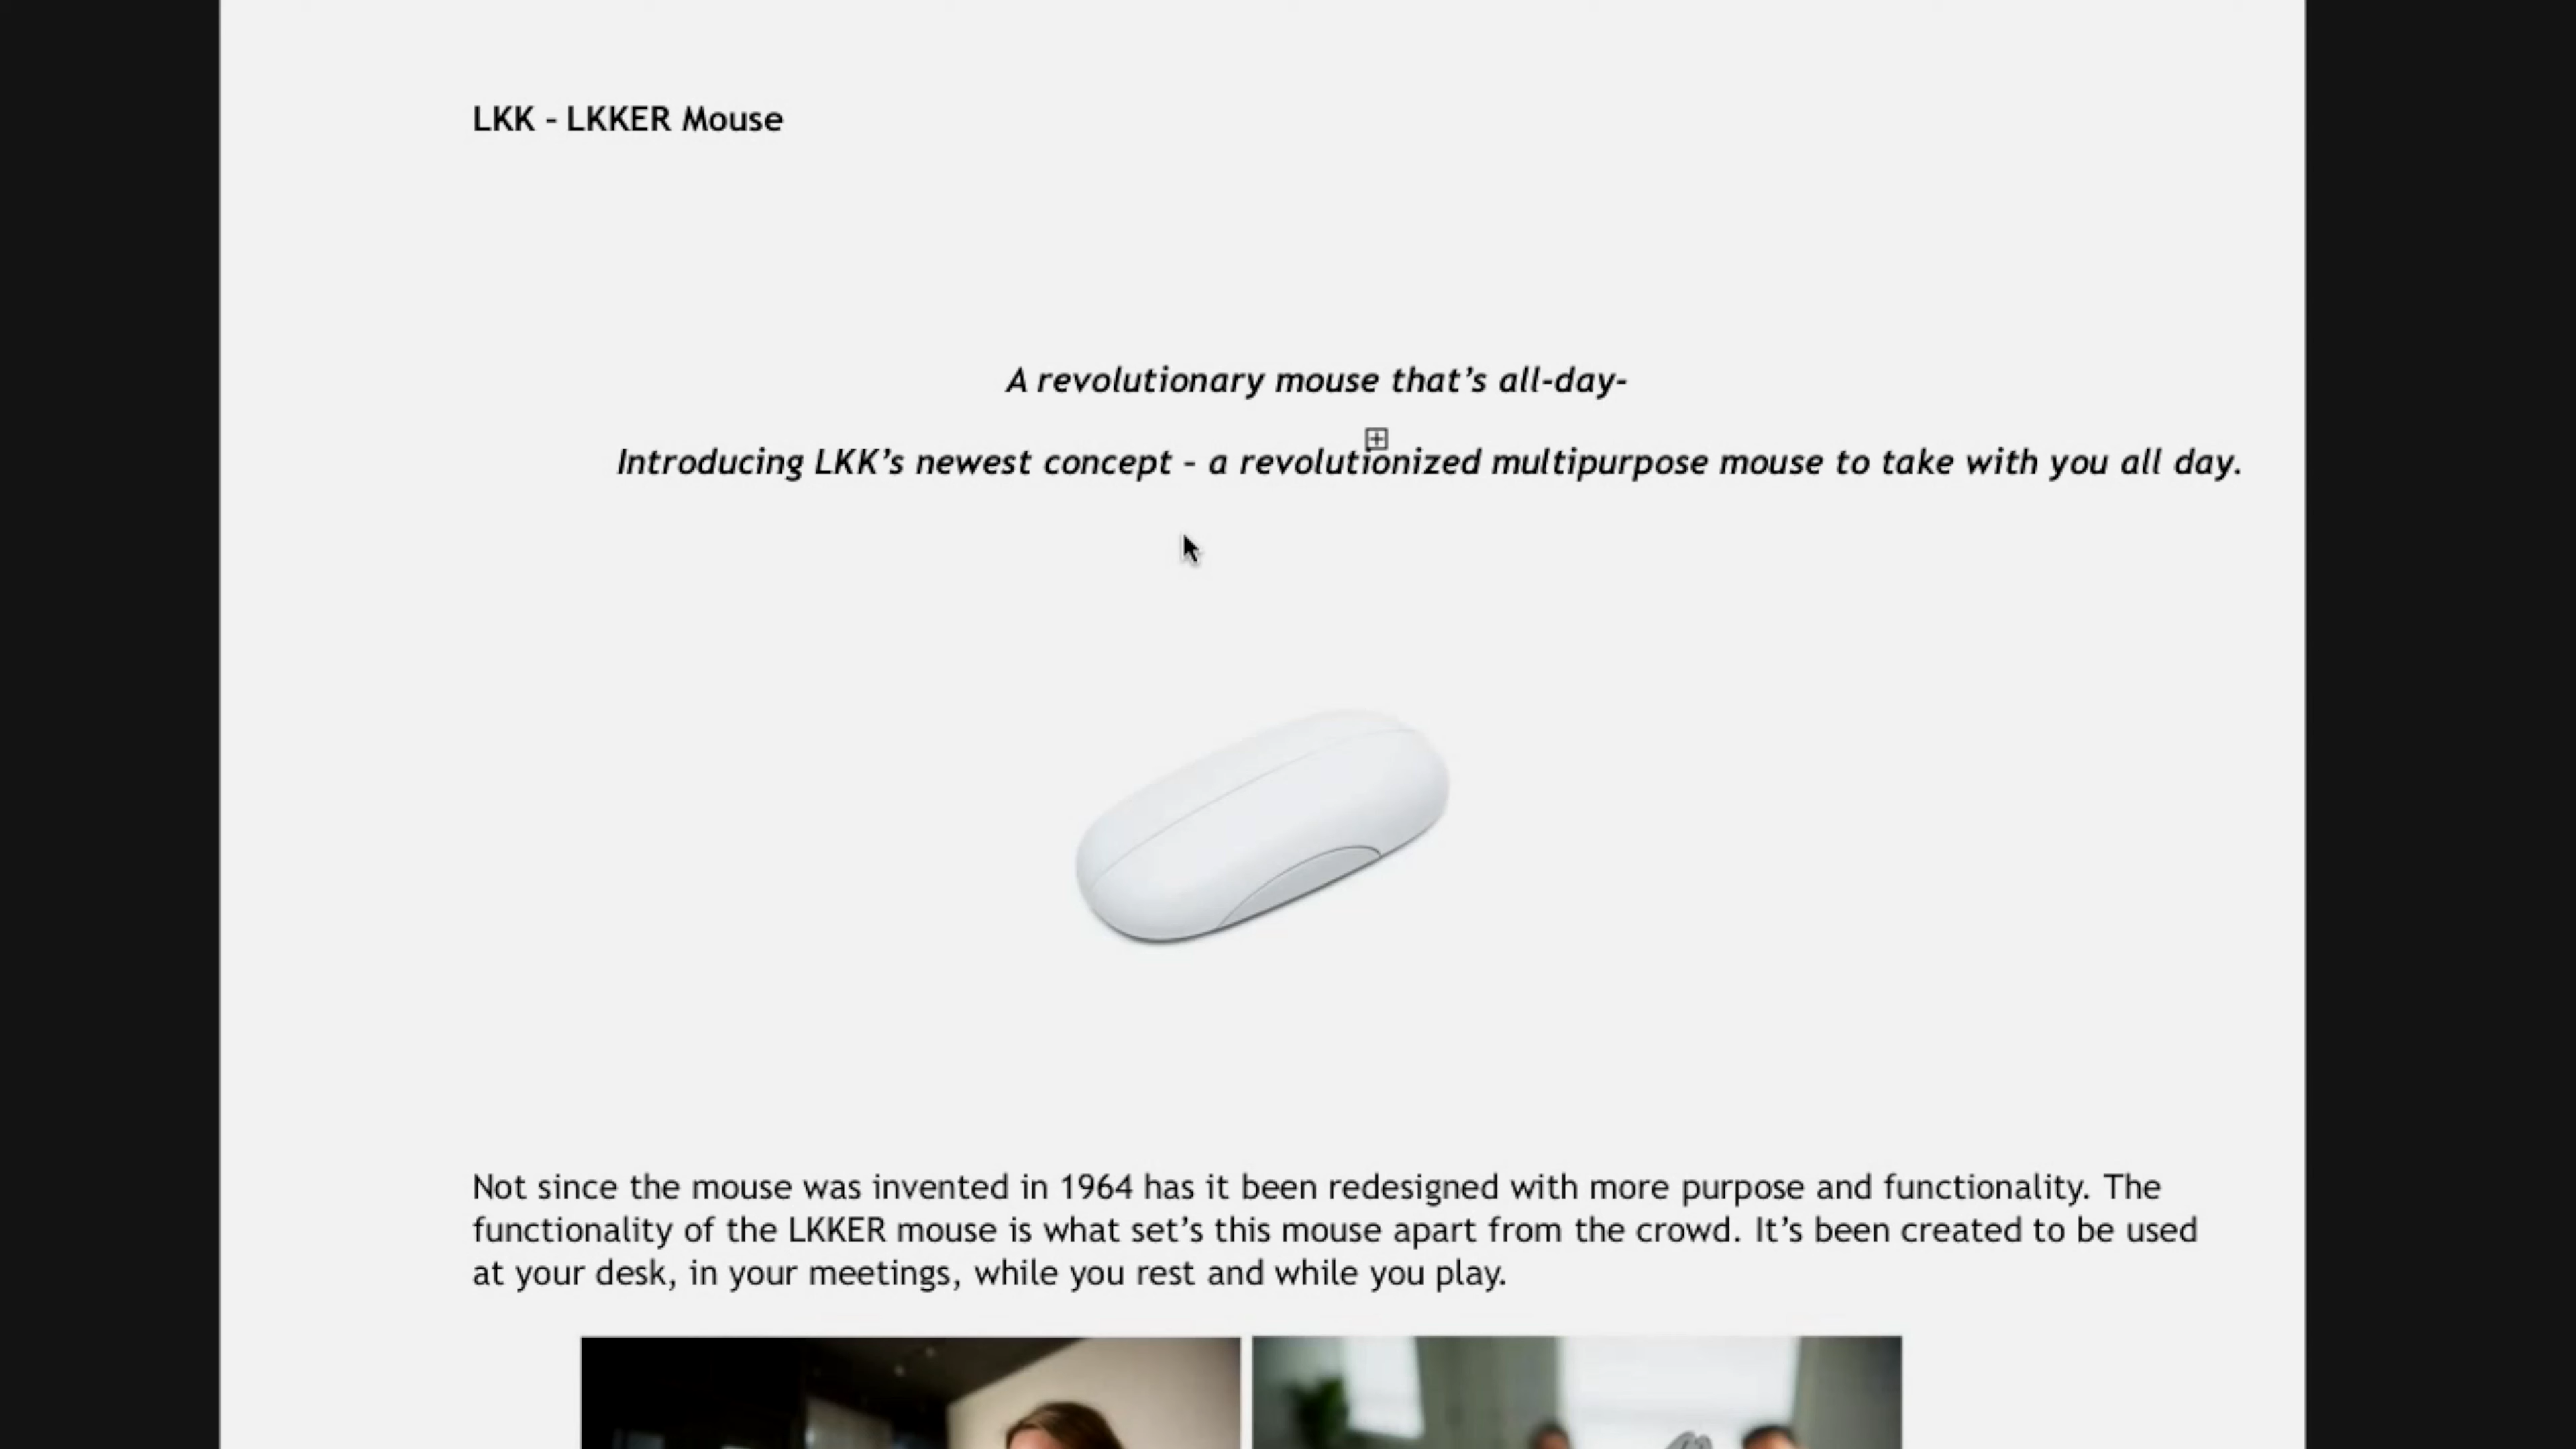 LKK – LKKER Mouse
A revolutionary mouse that’s all-day-
Introducing LKK’s newest concept – a revolutionized multipurpose mouse to take with you all day.
Not since the mouse was invented in 1964 has it been redesigned with more purpose and functionality. The
functionality of the LKKER mouse is what set’s this mouse apart from the crowd. It’s been created to be used
at your desk, in your meetings, while you rest and while you play.